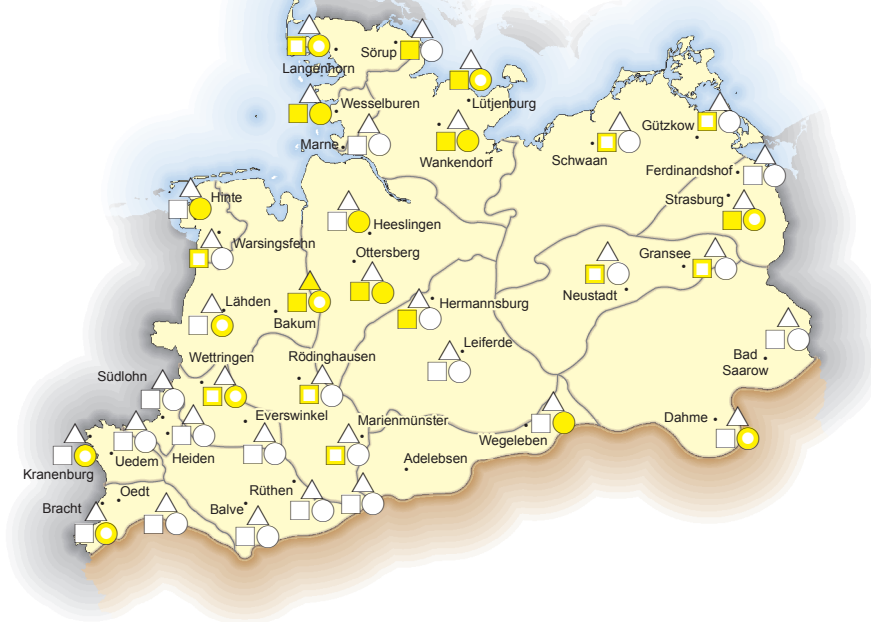 Sörup
Langenhorn
Wesselburen
Lütjenburg
Marne
Wankendorf
Gützkow
Schwaan
Ferdinandshof
Strasburg
Hinte
Heeslingen
Warsingsfehn
Ottersberg
Gransee
Neustadt
Lähden
Bakum
Hermannsburg
Leiferde
Wettringen
Rödinghausen
Bad
Saarow
Südlohn
Everswinkel
Marienmünster
Wegeleben
Dahme
Kranenburg
Uedem
Heiden
Adelebsen
Oedt
Rüthen
Bracht
Balve